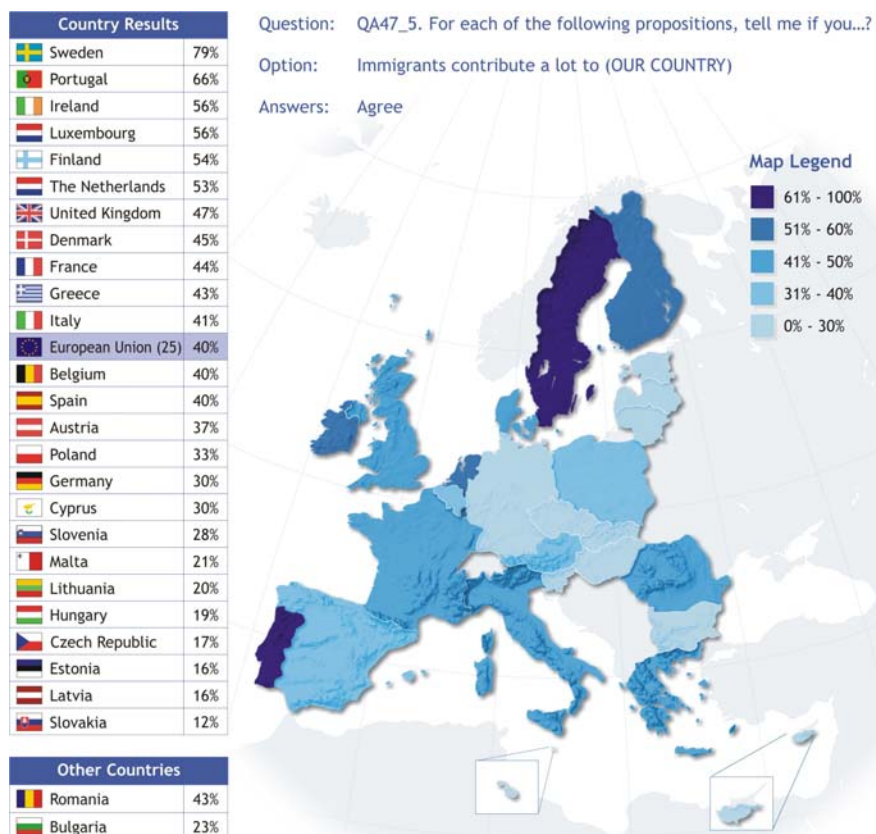 Country Results
Sweden 79%
Portugal 66%
Ireland 56%
Luxembourg 56%
Finland 54%
The Netherlands 53%
United Kingdom 47%
Denmark 45%
France 44%
Greece 43%
Italy 41%
European Union (25) 40%
Belgium 40%
Spain 40%
Austria 37%
Poland 33%
Germany 30%
Cyprus 30%
Slovenia 28%
Malta 21%
Lithuania 20%
Hungary 19%
Czech Republic 17%
Estonia 16%
Latvia 16%
Slovakia 12%
Other Countries
Romania 43%
Bulgaria 23%
Question: QA47_5. For each of the following propositions, tell me if you...?
Option: Immigrants contribute a lot to (OUR COUNTRY)
Answers: Agree
Map Legend
61% - 100%
51% - 60%
41% - 50%
31% - 40%
0% - 30%